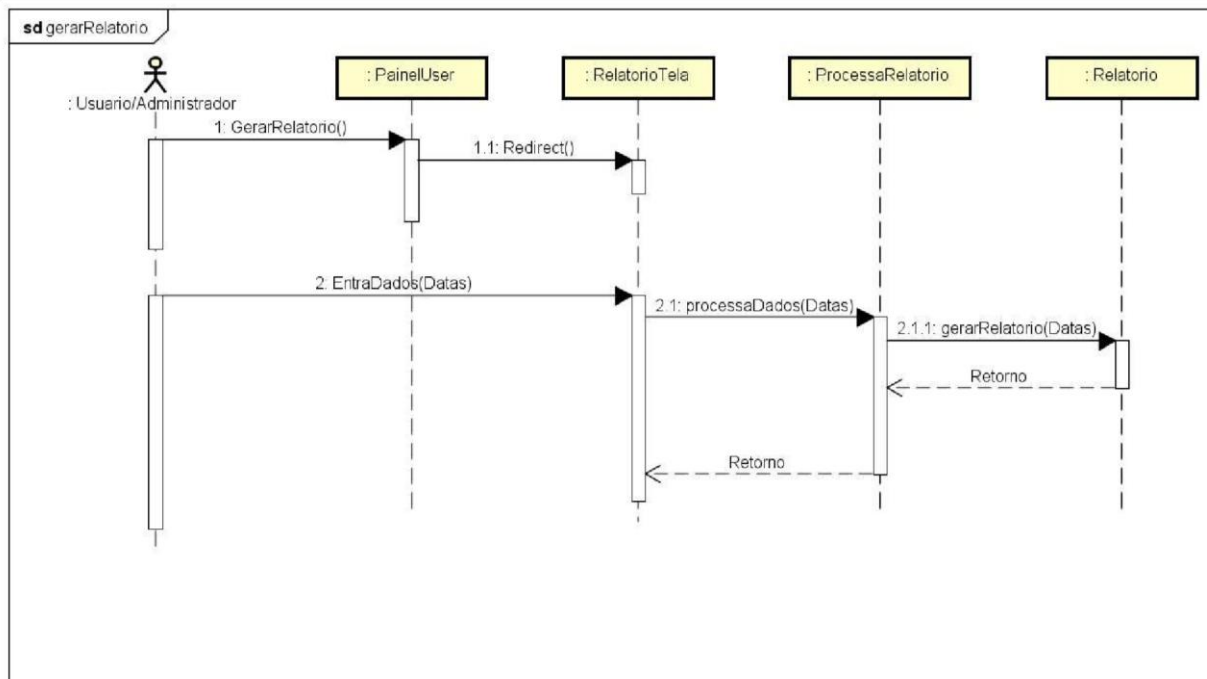 sd gerarRelatorio
: Usuario/Administrador
: PainelUser
: RelatorioTela
: ProcessaRelatorio
: Relatorio
1: GerarRelatorio()
1.1: Redirect()
2: EntraDados(Datas)
2.1: processaDados(Datas)
2.1.1: gerarRelatorio(Datas)
Retorno
Retorno